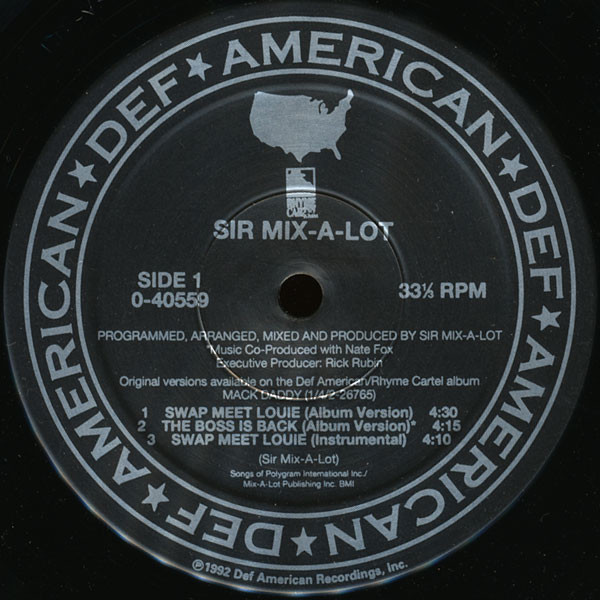 DEF ★ AMERICAN ★ DEF ★ AMERICAN ★ DEF ★ AMERICAN ★
RHYME
CARTEL
SIR MIX-A-LOT
SIDE 1
0-40559
33⅓ RPM
PROGRAMMED, ARRANGED, MIXED AND PRODUCED BY SIR MIX-A-LOT
*Music Co-Produced with Nate Fox
Executive Producer: Rick Rubin
Original versions available on the Def American/Rhyme Cartel album
MACK DADDY (1/4/2-26765)
1 SWAP MEET LOUIE (Album Version) 4:30
2 THE BOSS IS BACK (Album Version)* 4:15
3 SWAP MEET LOUIE (Instrumental) 4:10
(Sir Mix-A-Lot)
Songs of Polygram International Inc./
Mix-A-Lot Publishing Inc. BMI
℗1992 Def American Recordings, Inc.